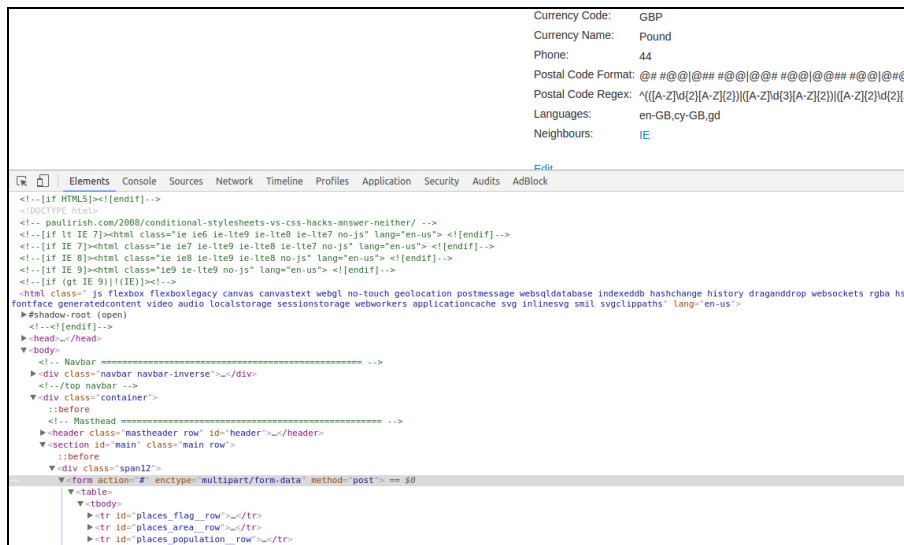 Currency Code: GBP
Currency Name: Pound
Phone: 44
Postal Code Format: @# #@@|@## #@@|@@# #@@|@@## #@@|@#@
Postal Code Regex: ^(([A-Z]\d{2}[A-Z]{2})|([A-Z]\d{3}[A-Z]{2})|([A-Z]{2}\d{2}[
Languages: en-GB,cy-GB,gd
Neighbours: IE
Edit
Elements Console Sources Network Timeline Profiles Application Security Audits AdBlock
<!--[if HTML5]><![endif]-->
<!DOCTYPE html>
<!-- paulirish.com/2008/conditional-stylesheets-vs-css-hacks-answer-neither/ -->
<!--[if lt IE 7]><html class="ie ie6 ie-lte9 ie-lte8 ie-lte7 no-js" lang="en-us"> <![endif]-->
<!--[if IE 7]><html class="ie ie7 ie-lte9 ie-lte8 ie-lte7 no-js" lang="en-us"> <![endif]-->
<!--[if IE 8]><html class="ie ie8 ie-lte9 ie-lte8 no-js" lang="en-us"> <![endif]-->
<!--[if IE 9]><html class="ie9 ie-lte9 no-js" lang="en-us"> <![endif]-->
<!--[if (gt IE 9)|!(IE)]><!-->
<html class=" js flexbox flexboxlegacy canvas canvastext webgl no-touch geolocation postmessage websqldatabase indexeddb hashchange history draganddrop websockets rgba hs
fontface generatedcontent video audio localstorage sessionstorage webworkers applicationcache svg inlinesvg smil svgclippaths" lang="en-us">
▶#shadow-root (open)
<!--<![endif]-->
▶<head>…</head>
▼<body>
<!-- Navbar ================================================== -->
▶<div class="navbar navbar-inverse">…</div>
<!--/top navbar -->
▼<div class="container">
::before
<!-- Masthead ================================================== -->
▶<header class="mastheader row" id="header">…</header>
▼<section id="main" class="main row">
::before
▼<div class="span12">
… ▼<form action="#" enctype="multipart/form-data" method="post"> == $0
▼<table>
▼<tbody>
▶<tr id="places_flag__row">…</tr>
▶<tr id="places_area__row">…</tr>
▶<tr id="places_population__row">…</tr>